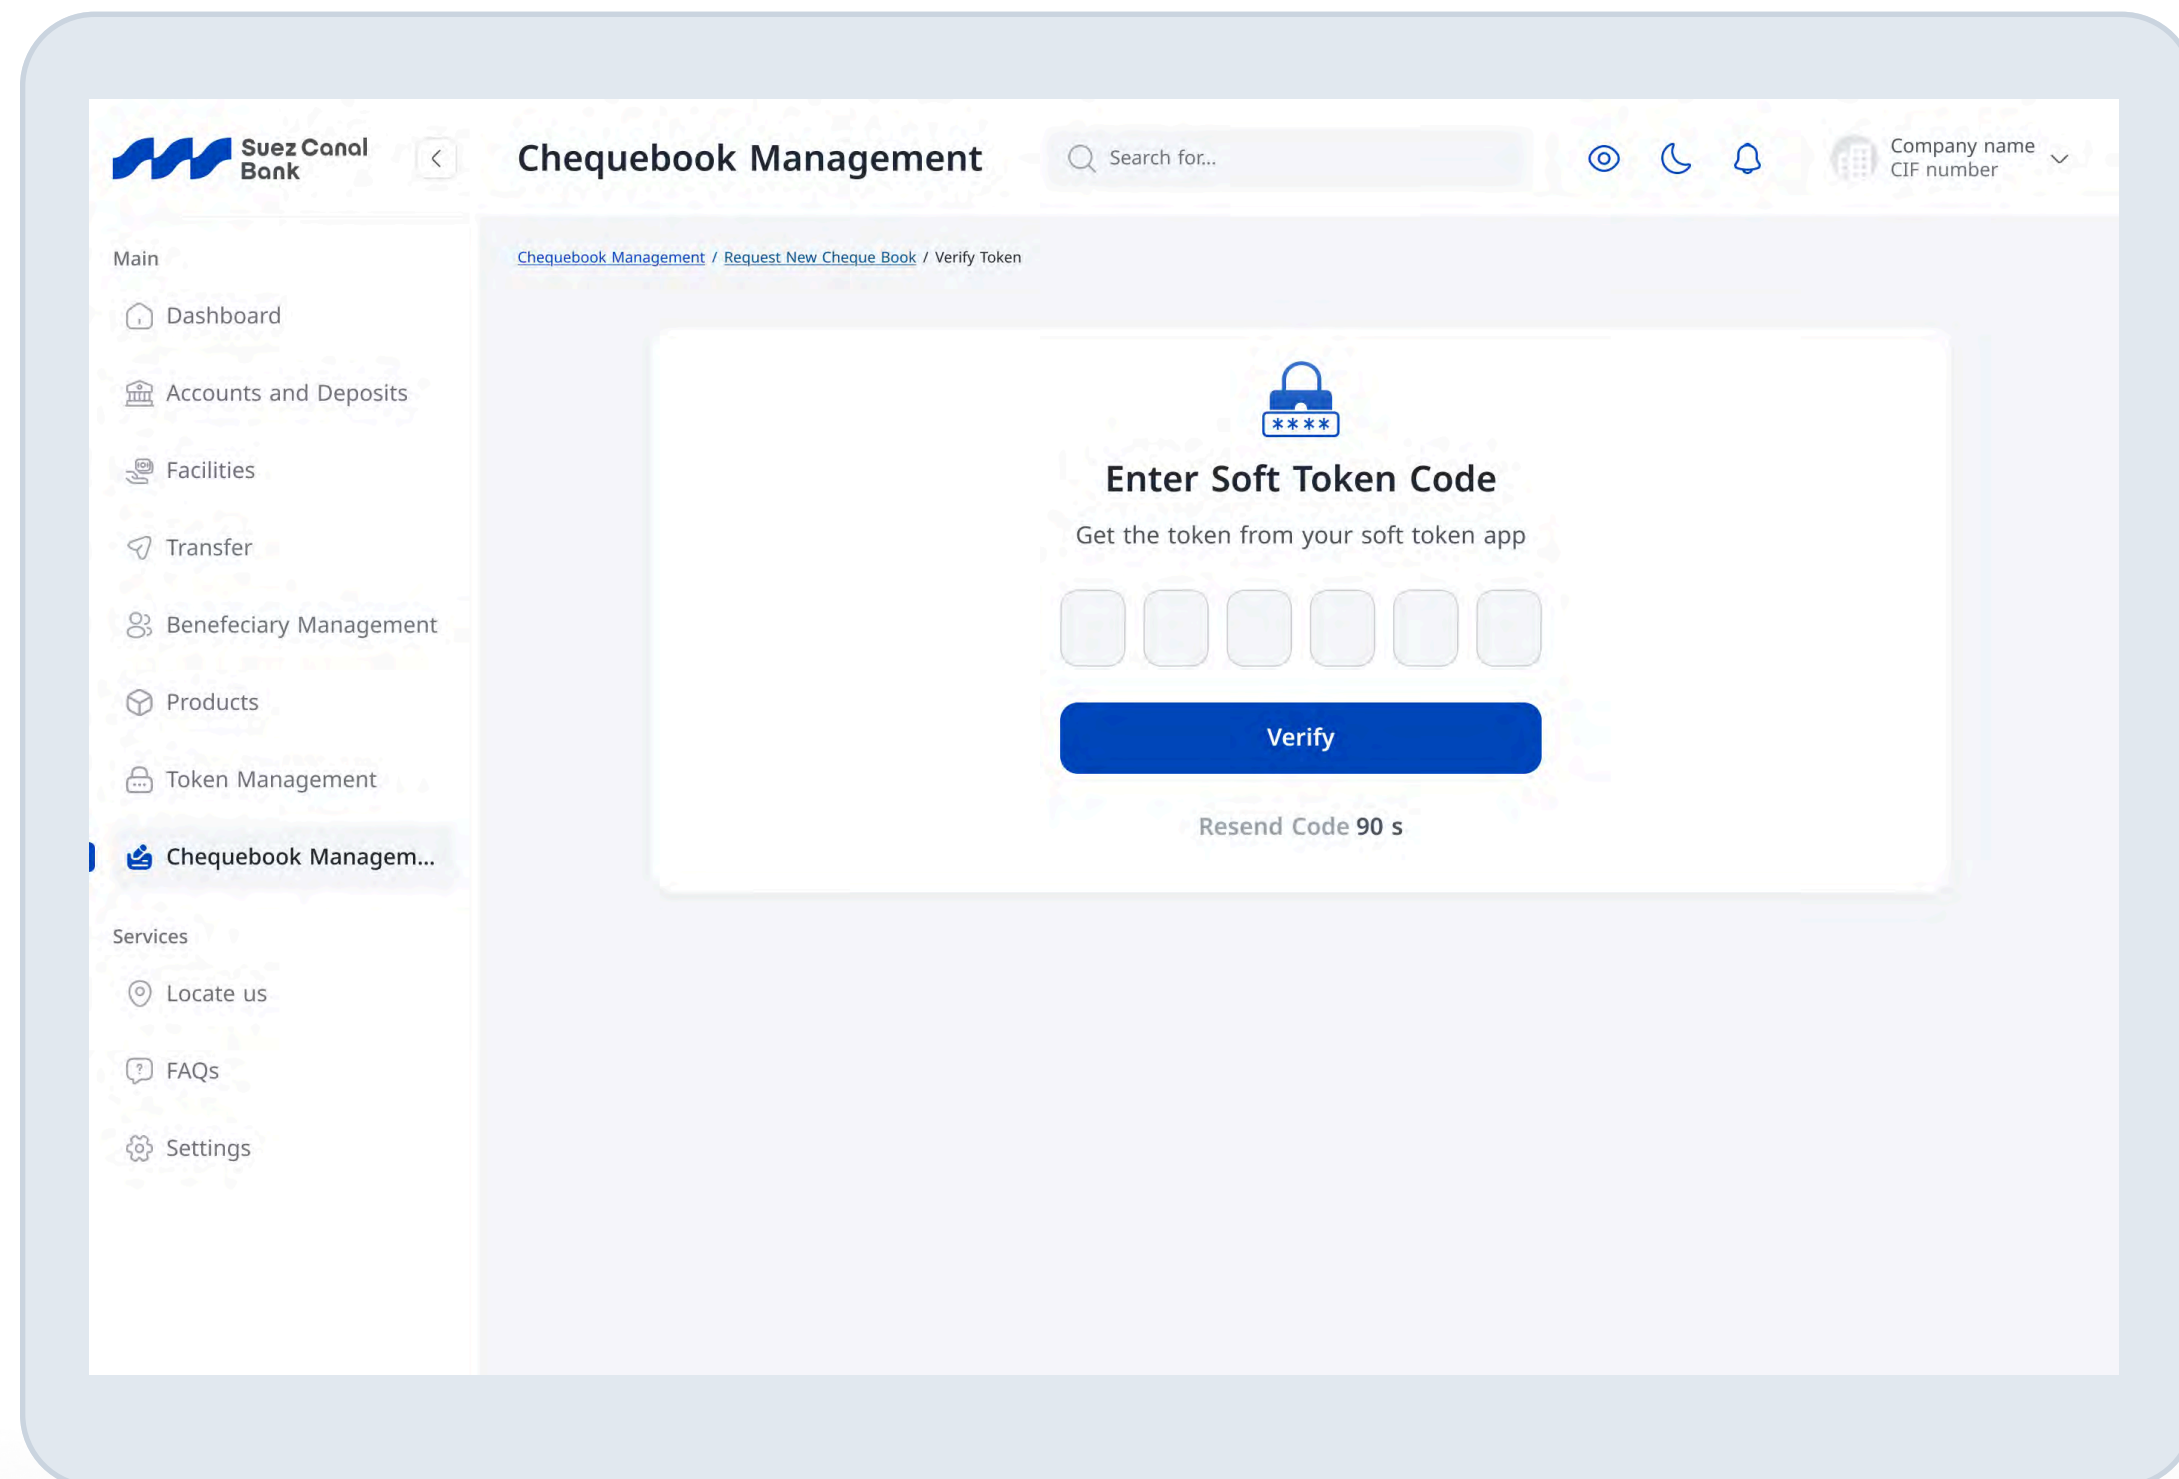 Suez Canal
Bank
Chequebook Management
Search for...
Company name
CIF number
Main
Dashboard
Accounts and Deposits
Facilities
Transfer
Benefeciary Management
Products
Token Management
Chequebook Managem...
Services
Locate us
FAQs
Settings
Chequebook Management / Request New Cheque Book / Verify Token
****
Enter Soft Token Code
Get the token from your soft token app
Verify
Resend Code 90 s